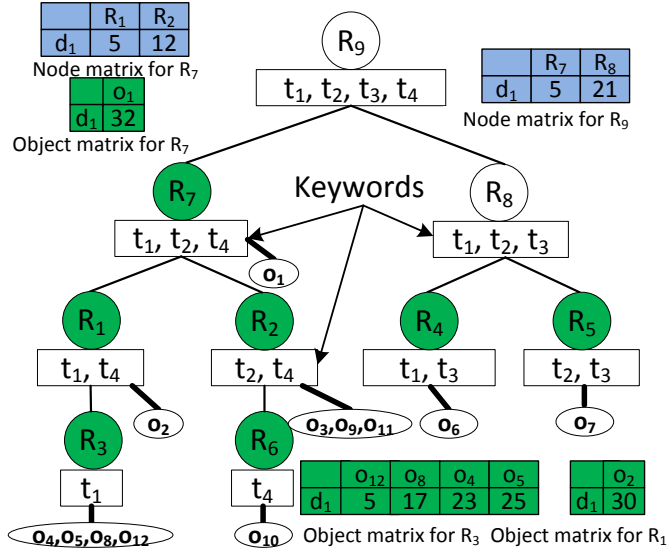 R₁ R₂
d₁ 5 12
Node matrix for R₇
o₁
d₁ 32
Object matrix for R₇
R₉
t₁, t₂, t₃, t₄
R₇ R₈
d₁ 5 21
Node matrix for R₉
R₇
Keywords
R₈
t₁, t₂, t₄
t₁, t₂, t₃
o₁
R₁
R₂
R₄
R₅
t₁, t₄
t₂, t₄
t₁, t₃
t₂, t₃
o₂
o₃,o₉,o₁₁
o₆
o₇
R₃
R₆
t₁
t₄
o₄,o₅,o₈,o₁₂
o₁₀
o₁₂ o₈ o₄ o₅
d₁ 5 17 23 25
Object matrix for R₃
o₂
d₁ 30
Object matrix for R₁